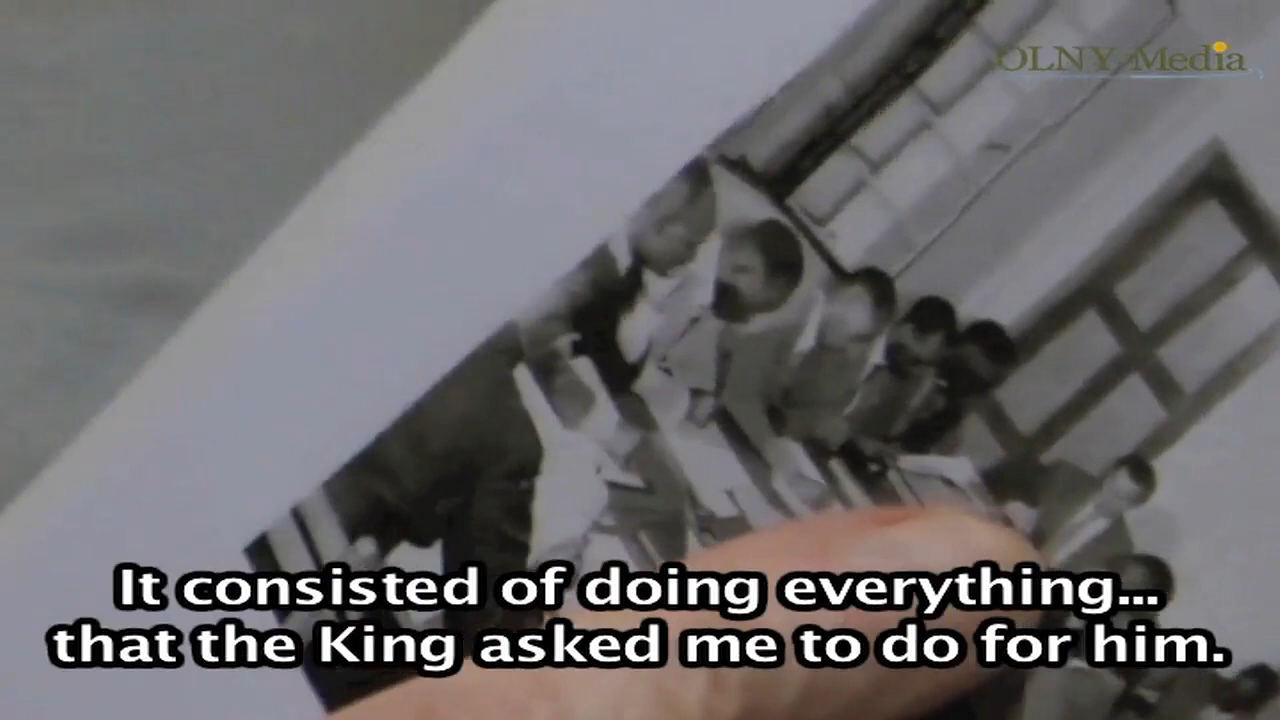 OLNY Media
It consisted of doing everything...
that the King asked me to do for him.